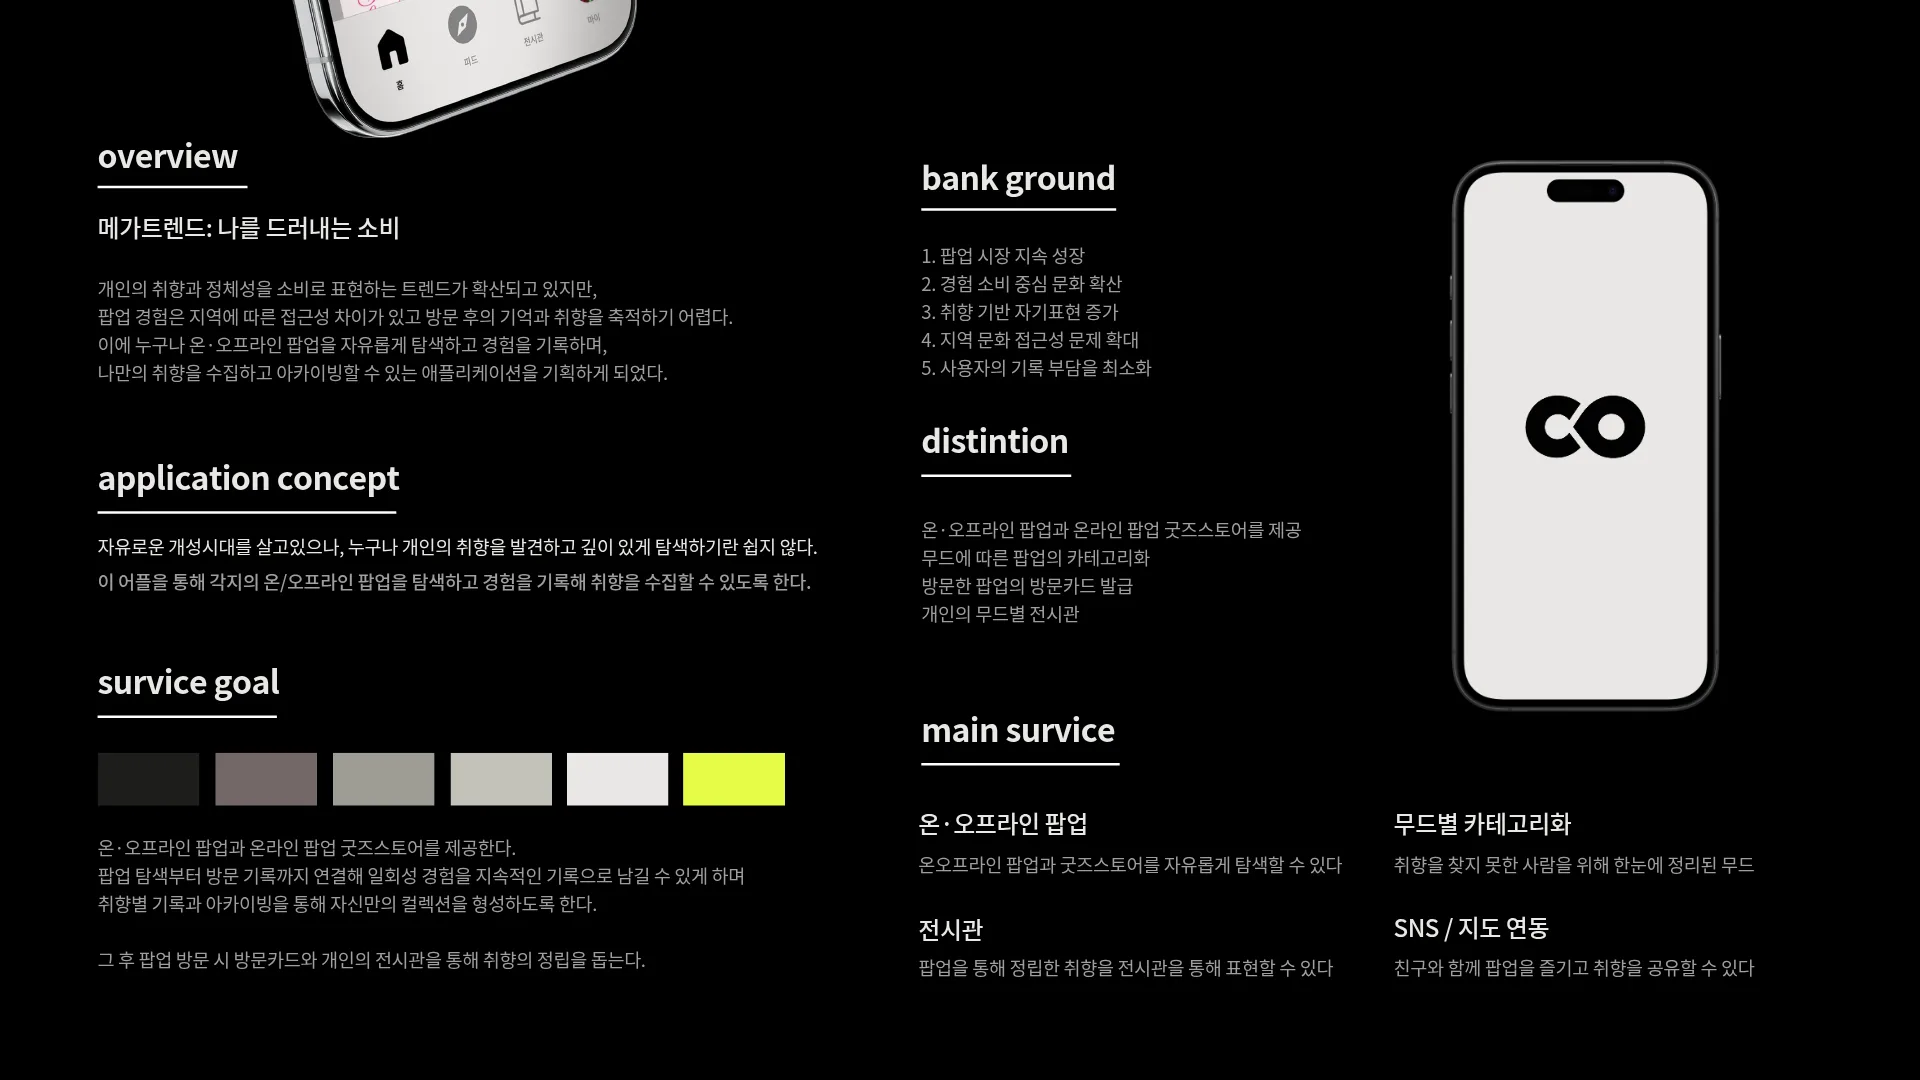 홈
피드
전시관
마이
overview
메가트렌드: 나를 드러내는 소비
개인의 취향과 정체성을 소비로 표현하는 트렌드가 확산되고 있지만,
팝업 경험은 지역에 따른 접근성 차이가 있고 방문 후의 기억과 취향을 축적하기 어렵다.
이에 누구나 온·오프라인 팝업을 자유롭게 탐색하고 경험을 기록하며,
나만의 취향을 수집하고 아카이빙할 수 있는 애플리케이션을 기획하게 되었다.
application concept
자유로운 개성시대를 살고있으나, 누구나 개인의 취향을 발견하고 깊이 있게 탐색하기란 쉽지 않다.
이 어플을 통해 각지의 온/오프라인 팝업을 탐색하고 경험을 기록해 취향을 수집할 수 있도록 한다.
survice goal
온·오프라인 팝업과 온라인 팝업 굿즈스토어를 제공한다.
팝업 탐색부터 방문 기록까지 연결해 일회성 경험을 지속적인 기록으로 남길 수 있게 하며
취향별 기록과 아카이빙을 통해 자신만의 컬렉션을 형성하도록 한다.
그 후 팝업 방문 시 방문카드와 개인의 전시관을 통해 취향의 정립을 돕는다.
bank ground
1. 팝업 시장 지속 성장
2. 경험 소비 중심 문화 확산
3. 취향 기반 자기표현 증가
4. 지역 문화 접근성 문제 확대
5. 사용자의 기록 부담을 최소화
distintion
온·오프라인 팝업과 온라인 팝업 굿즈스토어를 제공
무드에 따른 팝업의 카테고리화
방문한 팝업의 방문카드 발급
개인의 무드별 전시관
co
main survice
온·오프라인 팝업
온오프라인 팝업과 굿즈스토어를 자유롭게 탐색할 수 있다
무드별 카테고리화
취향을 찾지 못한 사람을 위해 한눈에 정리된 무드
전시관
팝업을 통해 정립한 취향을 전시관을 통해 표현할 수 있다
SNS / 지도 연동
친구와 함께 팝업을 즐기고 취향을 공유할 수 있다